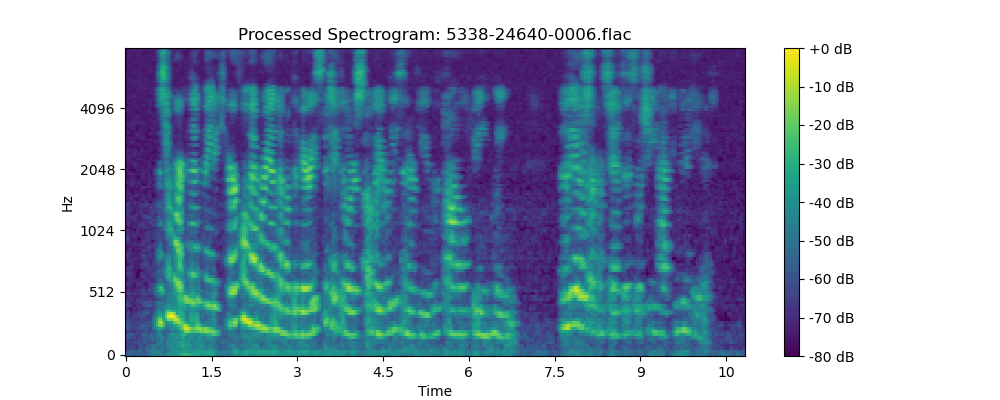 Processed Spectrogram: 5338-24640-0006.flac
Hz
4096
2048
1024
512
0
0 1.5 3 4.5 6 7.5 9 10
Time
+0 dB
-10 dB
-20 dB
-30 dB
-40 dB
-50 dB
-60 dB
-70 dB
-80 dB